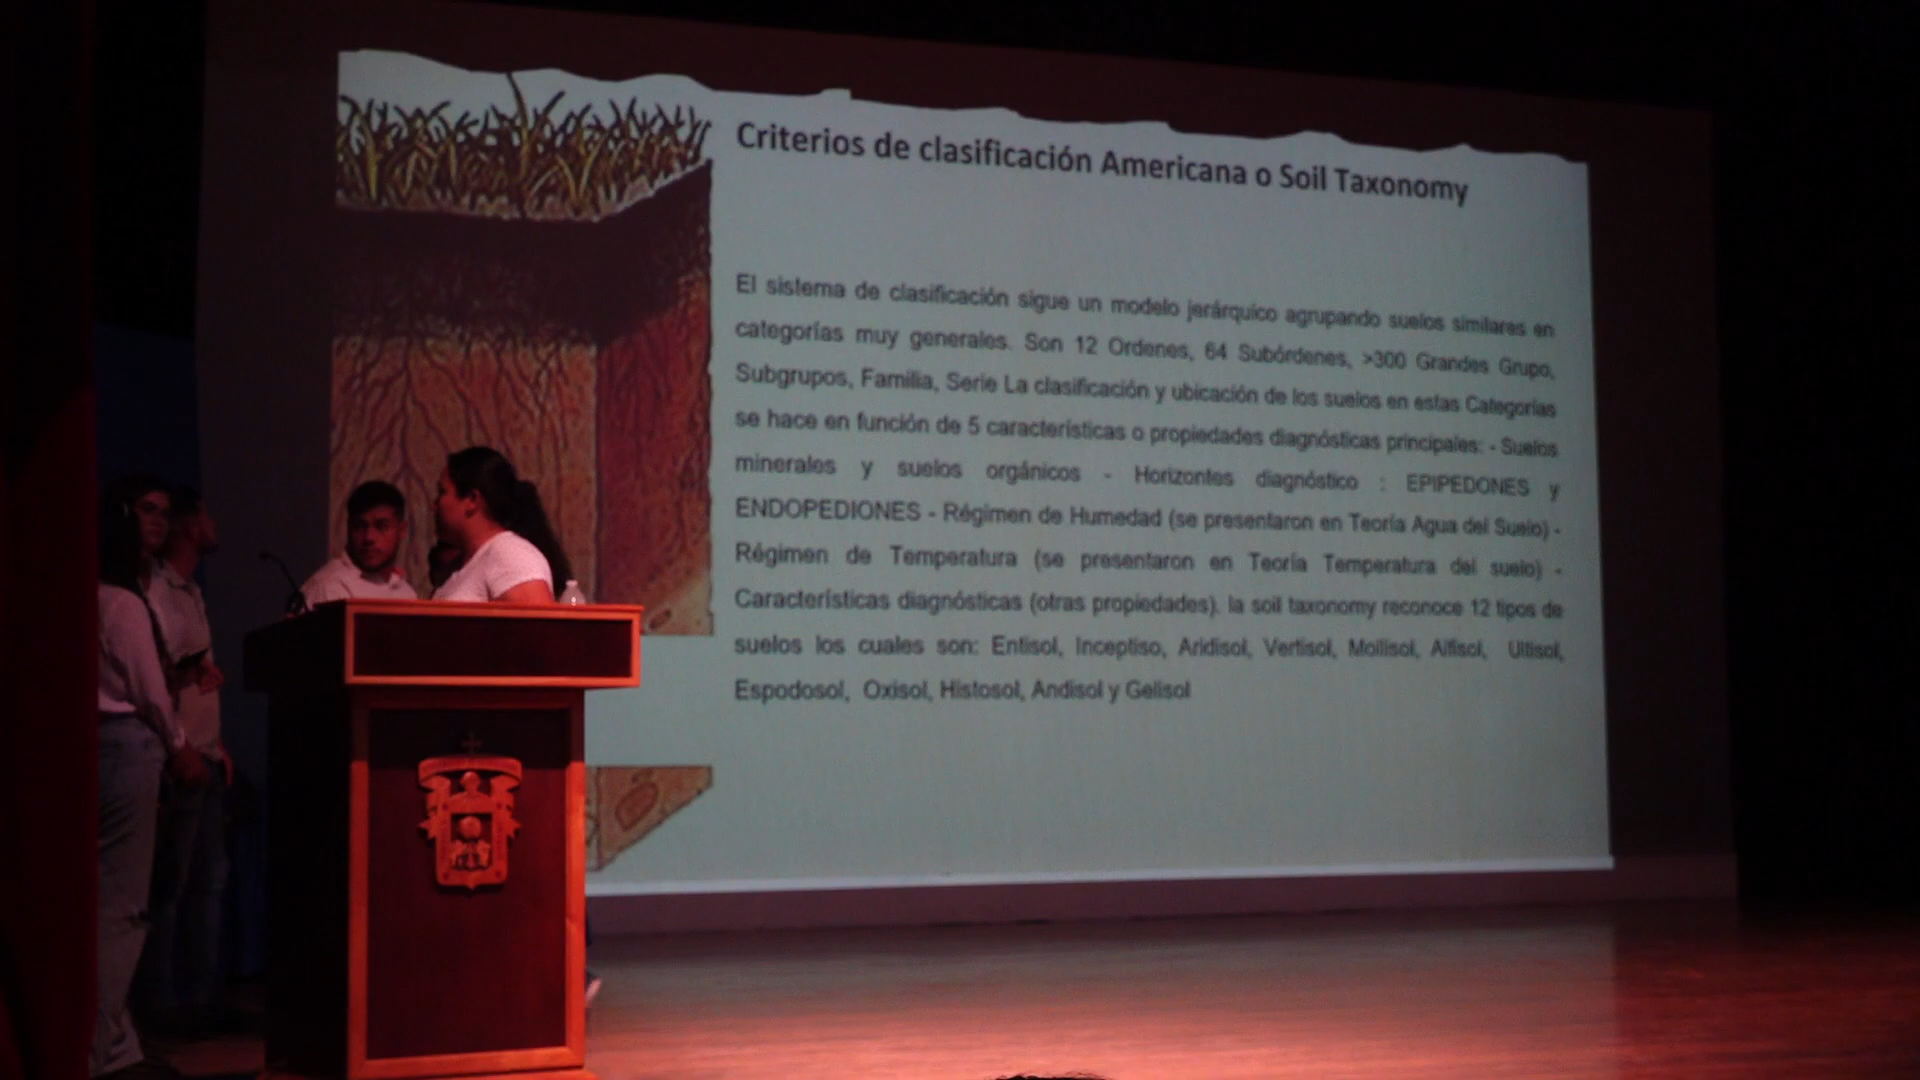 Criterios de clasificación Americana o Soil Taxonomy
El sistema de clasificación sigue un modelo jerárquico agrupando suelos similares en
categorías muy generales. Son 12 Ordenes, 64 Subórdenes, >300 Grandes Grupo,
Subgrupos, Familia, Serie La clasificación y ubicación de los suelos en estas Categorías
se hace en función de 5 características o propiedades diagnósticas principales: - Suelos
minerales y suelos orgánicos - Horizontes diagnóstico : EPIPEDONES y
ENDOPEDIONES - Régimen de Humedad (se presentaron en Teoría Agua del Suelo) -
Régimen de Temperatura (se presentaron en Teoría Temperatura del suelo) -
Características diagnósticas (otras propiedades). la soil taxonomy reconoce 12 tipos de
suelos los cuales son: Entisol, Inceptiso, Aridisol, Vertisol, Mollisol, Alfisol, Ultisol,
Espodosol, Oxisol, Histosol, Andisol y Gelisol